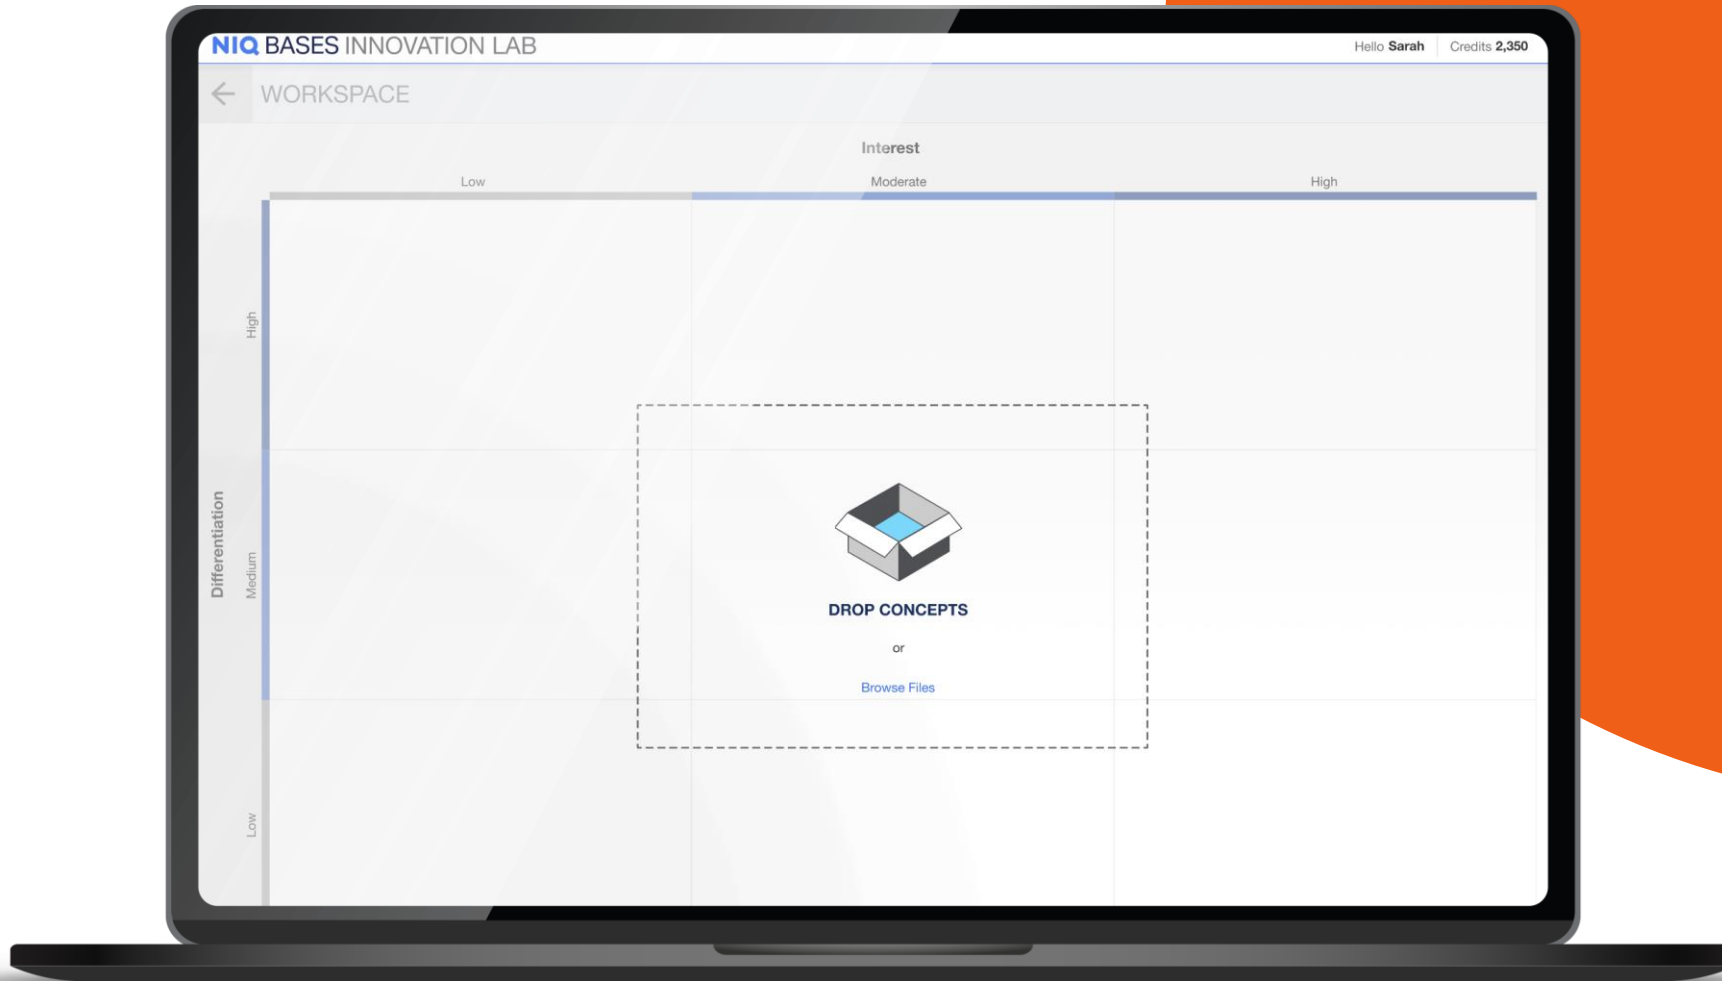 NIQ BASES INNOVATION LAB
Hello Sarah Credits 2,350
WORKSPACE
Interest
Low Moderate High
High
Differentiation
Medium
Low
DROP CONCEPTS
or
Browse Files